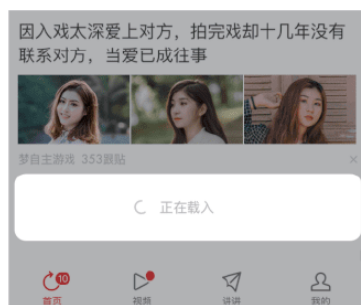 因入戏太深爱上对方，拍完戏却十几年没有
联系对方，当爱已成往事
梦自主游戏 353跟贴
×
正在载入
10
首页
视频
讲讲
我的